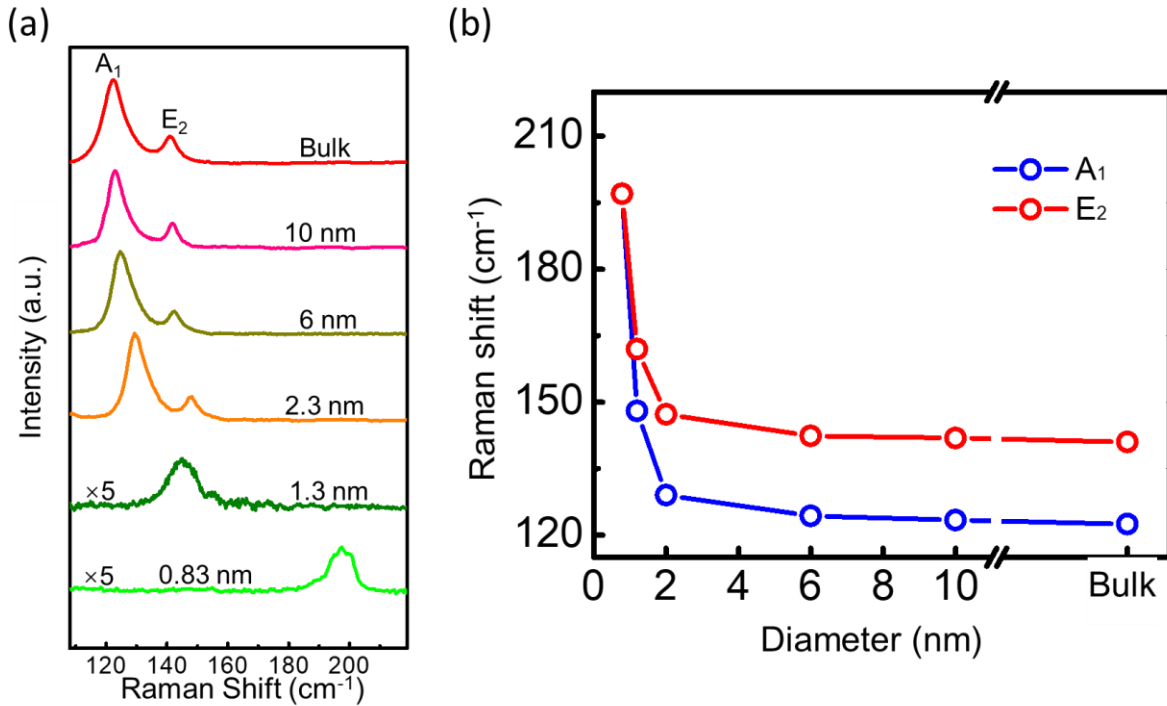 (a)
A₁
E₂
Bulk
10 nm
6 nm
2.3 nm
×5
1.3 nm
×5
0.83 nm
Intensity (a.u.)
120 140 160 180 200
Raman Shift (cm⁻¹)
(b)
210
180
150
120
Raman shift (cm⁻¹)
A₁
E₂
0 2 4 6 8 10 Bulk
Diameter (nm)